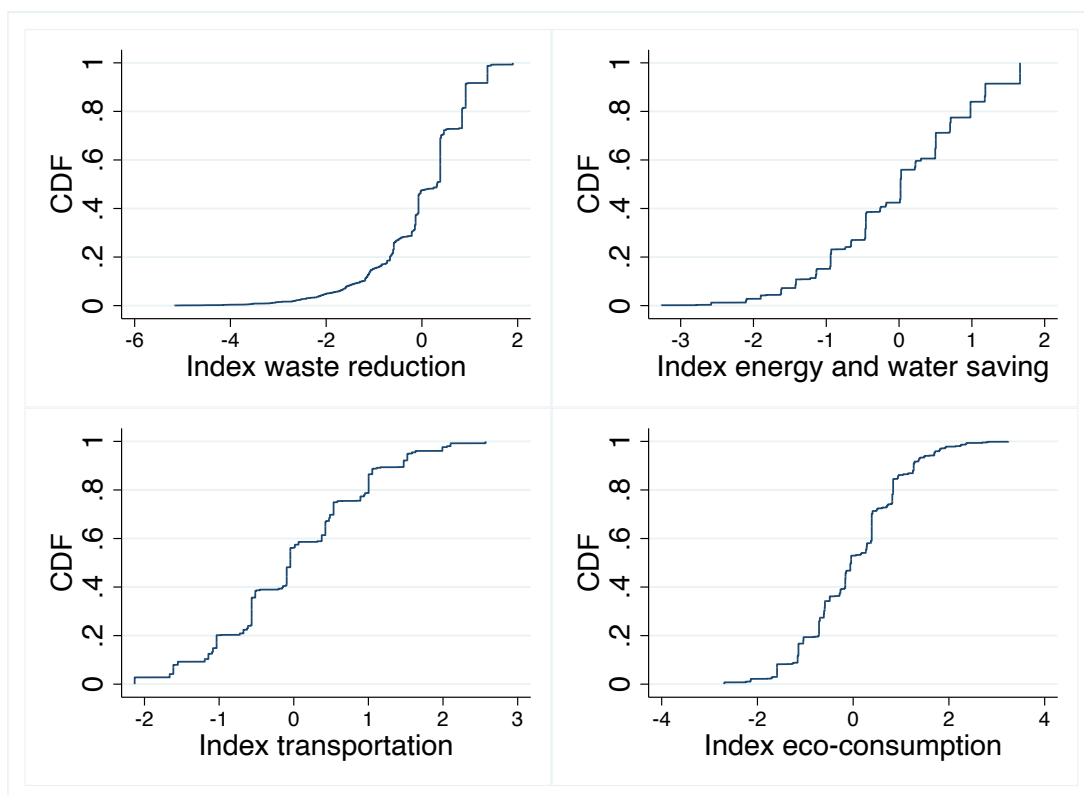 CDF
0 .2 .4 .6 .8 1
-6 -4 -2 0 2
Index waste reduction
CDF
0 .2 .4 .6 .8 1
-3 -2 -1 0 1 2
Index energy and water saving
CDF
0 .2 .4 .6 .8 1
-2 -1 0 1 2 3
Index transportation
CDF
0 .2 .4 .6 .8 1
-4 -2 0 2 4
Index eco-consumption